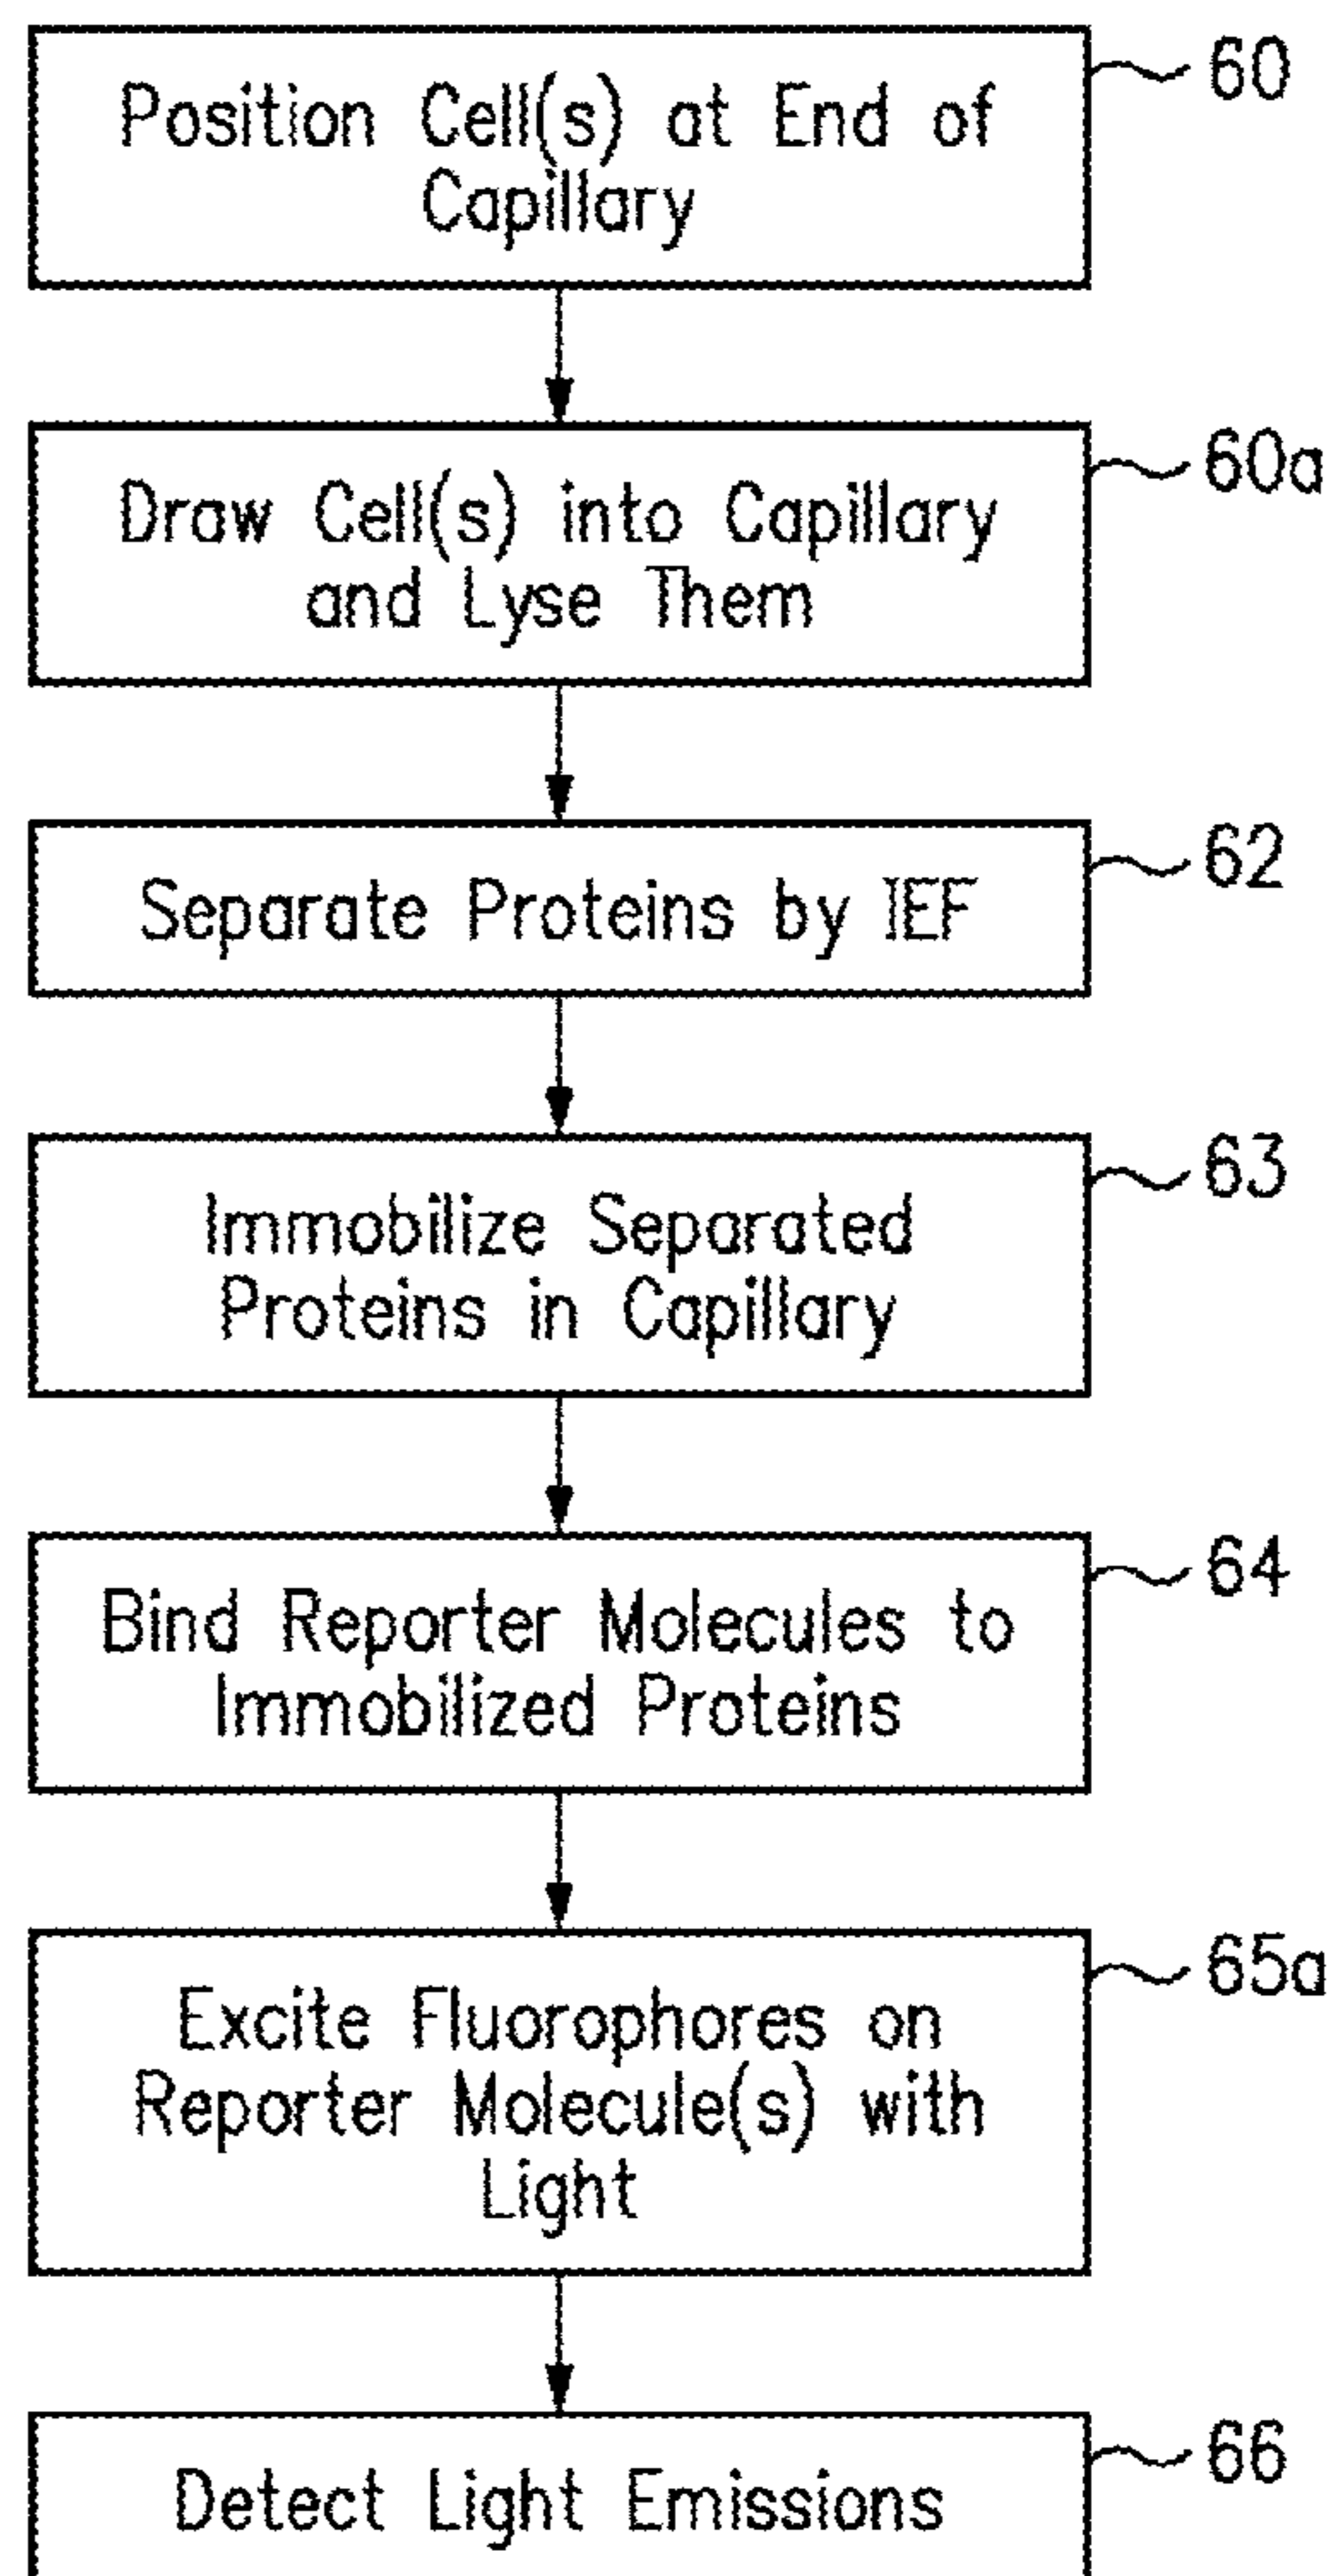 Position Cell(s) at End of
Capillary
60
Draw Cell(s) into Capillary
and Lyse Them
60a
Separate Proteins by IEF
62
Immobilize Separated
Proteins in Capillary
63
Bind Reporter Molecules to
Immobilized Proteins
64
Excite Fluorophores on
Reporter Molecule(s) with
Light
65a
Detect Light Emissions
66